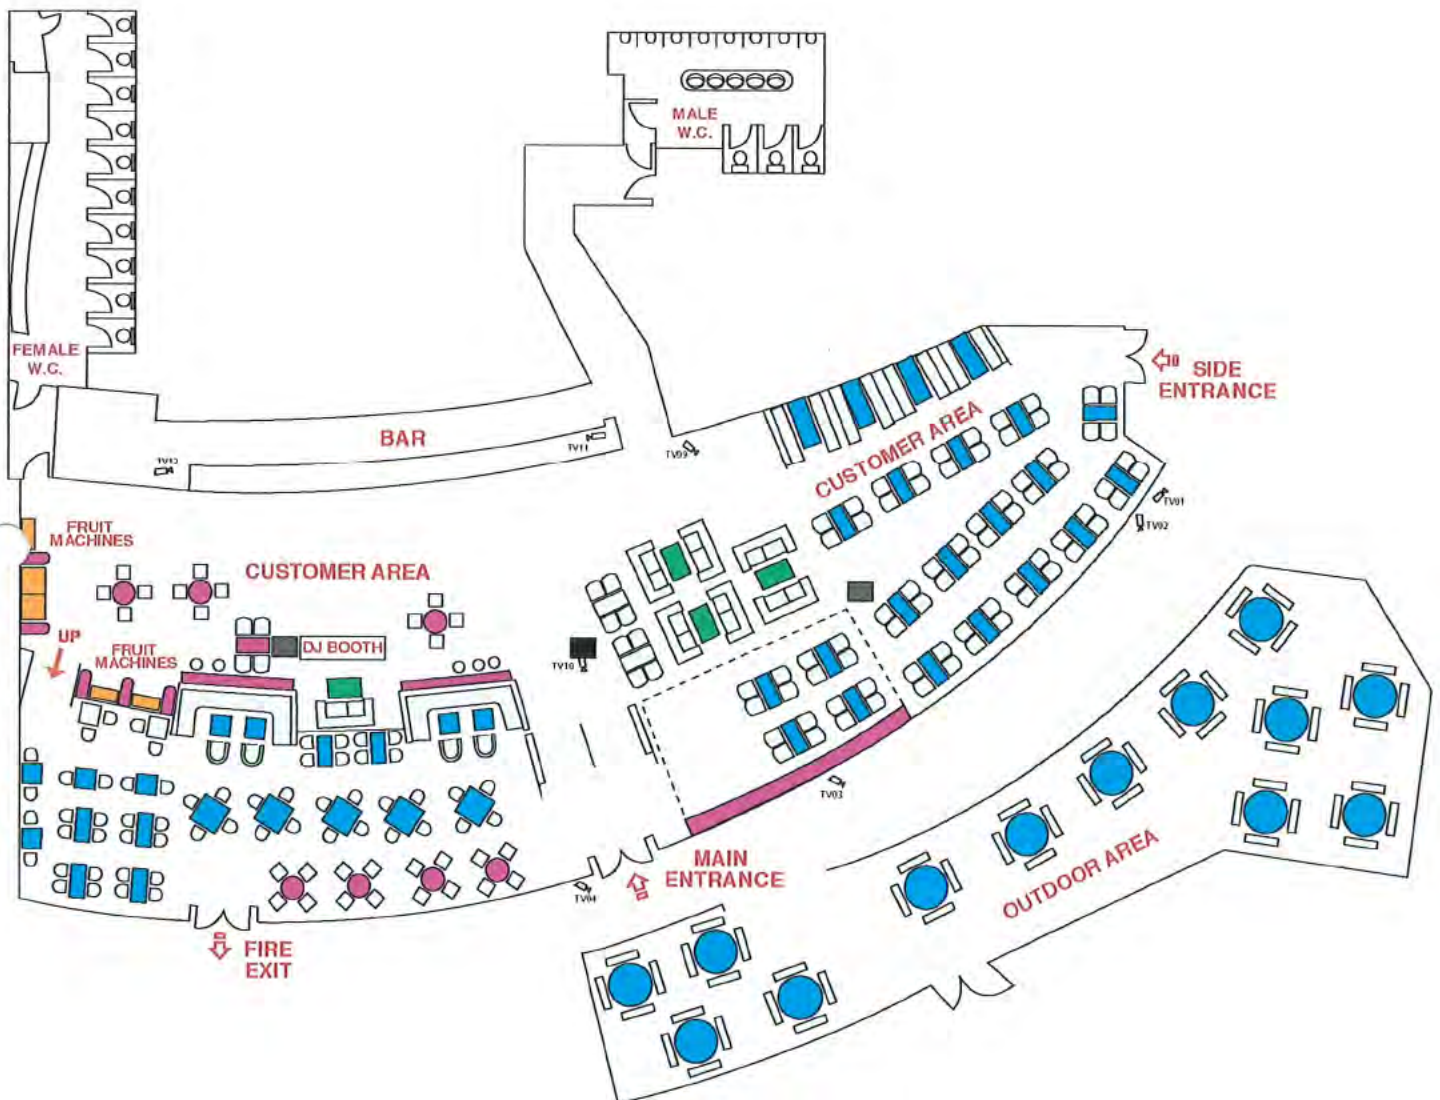 MALE
W.C.
FEMALE
W.C.
SIDE
ENTRANCE
BAR
TV11
TV09
CUSTOMER AREA
TV01
TV02
FRUIT
MACHINES
CUSTOMER AREA
UP
FRUIT
MACHINES
DJ BOOTH
TV10
TV03
MAIN
ENTRANCE
TV04
OUTDOOR AREA
FIRE
EXIT